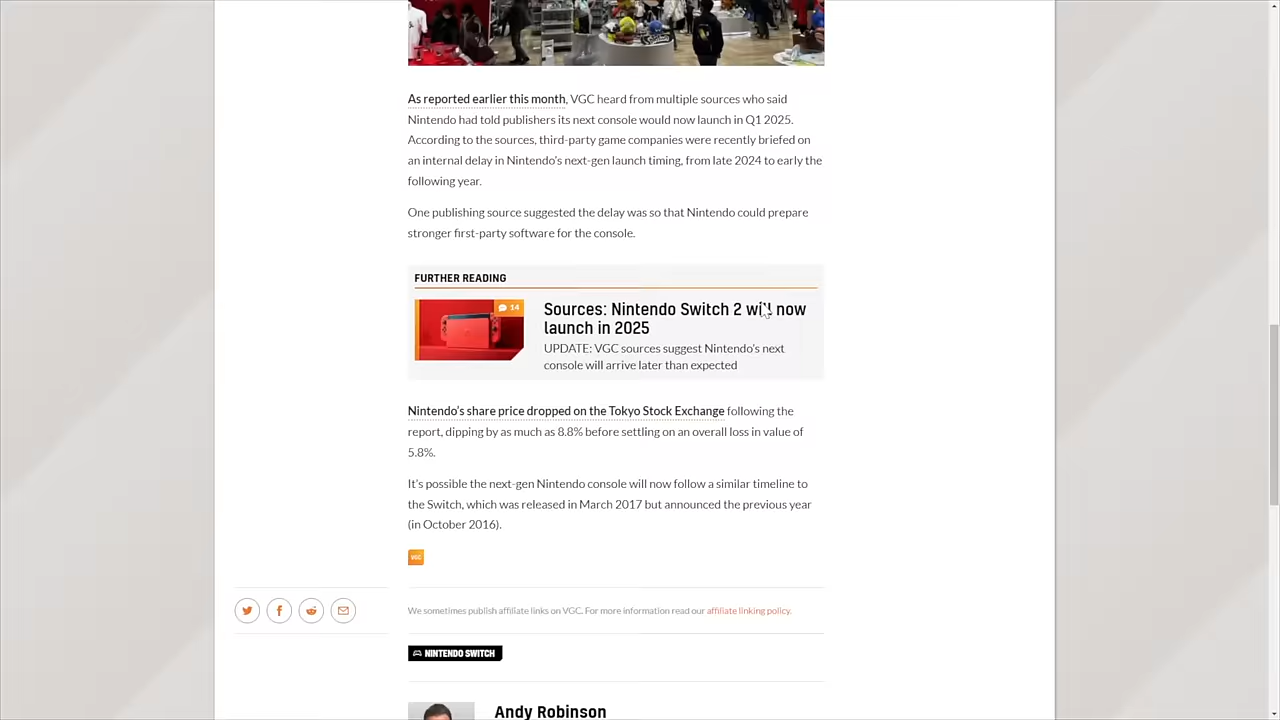 As reported earlier this month, VGC heard from multiple sources who said
Nintendo had told publishers its next console would now launch in Q1 2025.
According to the sources, third-party game companies were recently briefed on
an internal delay in Nintendo's next-gen launch timing, from late 2024 to early the
following year.
One publishing source suggested the delay was so that Nintendo could prepare
stronger first-party software for the console.
FURTHER READING
14
Sources: Nintendo Switch 2 will now
launch in 2025
UPDATE: VGC sources suggest Nintendo's next
console will arrive later than expected
Nintendo's share price dropped on the Tokyo Stock Exchange following the
report, dipping by as much as 8.8% before settling on an overall loss in value of
5.8%.
It's possible the next-gen Nintendo console will now follow a similar timeline to
the Switch, which was released in March 2017 but announced the previous year
(in October 2016).
VGC
We sometimes publish affiliate links on VGC. For more information read our affiliate linking policy.
NINTENDO SWITCH
Andy Robinson